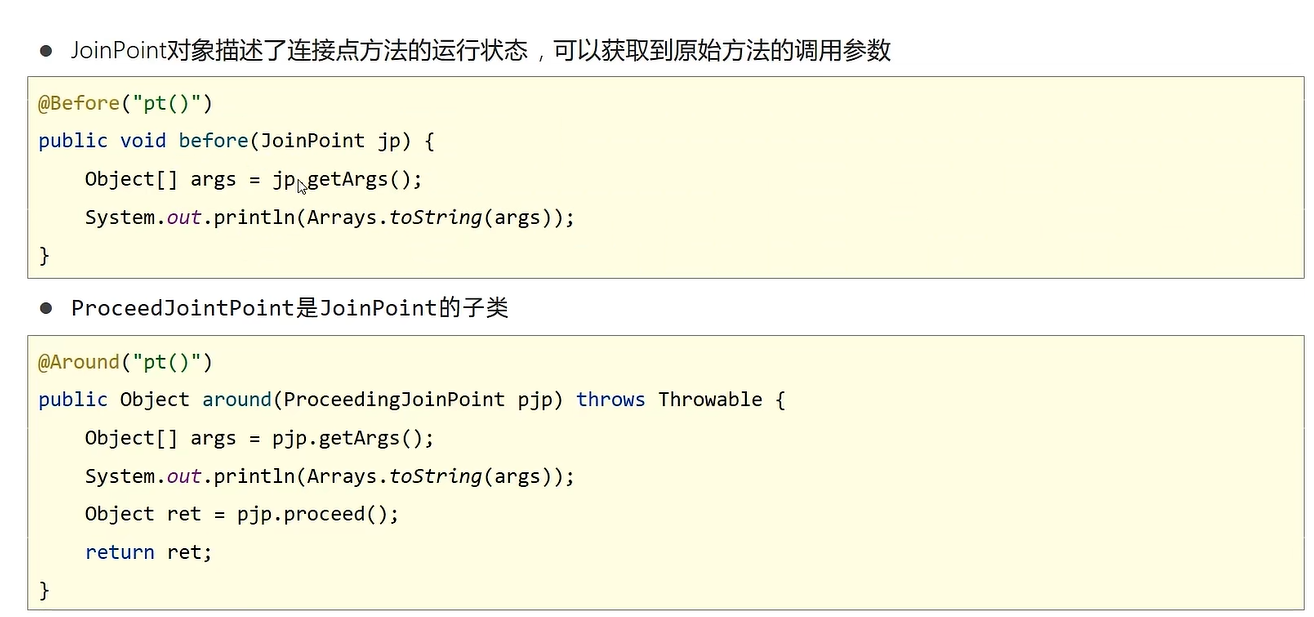 JoinPoint对象描述了连接点方法的运行状态，可以获取到原始方法的调用参数
@Before("pt()")
public void before(JoinPoint jp) {
    Object[] args = jp.getArgs();
    System.out.println(Arrays.toString(args));
}
ProceedJointPoint是JoinPoint的子类
@Around("pt()")
public Object around(ProceedingJoinPoint pjp) throws Throwable {
    Object[] args = pjp.getArgs();
    System.out.println(Arrays.toString(args));
    Object ret = pjp.proceed();
    return ret;
}